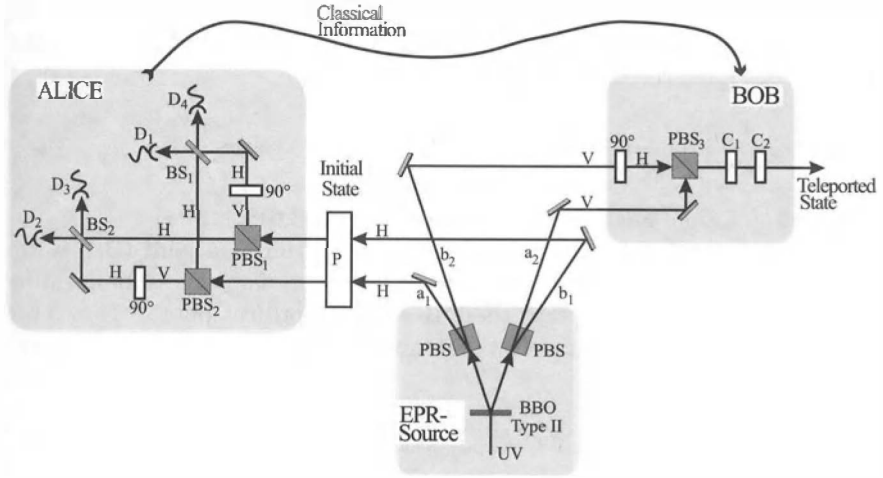 Classical
Information
ALICE
BOB
D₄
D₁
D₃
D₂
BS₁
BS₂
H
90°
V
H
H
PBS₁
H
V
90°
PBS₂
Initial
State
P
H
H
a₁
b₂
a₂
b₁
V
V
90°
H
PBS₃
C₁
C₂
Teleported
State
PBS
PBS
EPR-
Source
BBO
Type II
UV